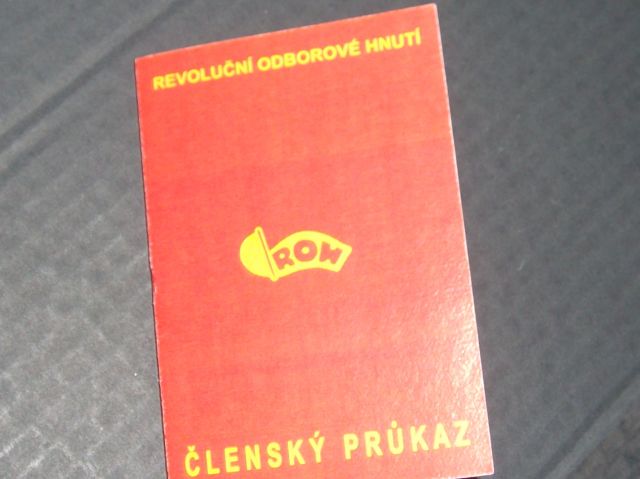 REVOLUČNÍ ODBOROVÉ HNUTÍ
ROH
ČLENSKÝ PRŮKAZ